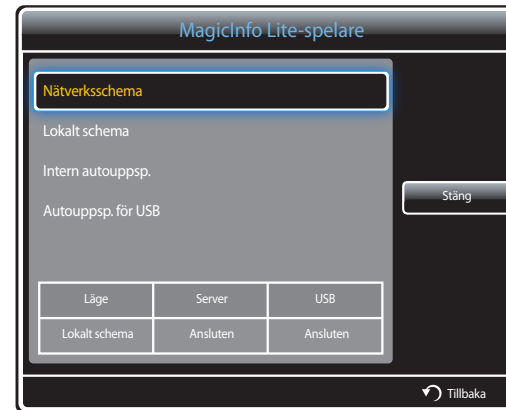 MagicInfo Lite-spelare
Nätverksschema
Lokalt schema
Intern autouppsp.
Autouppsp. för USB
Stäng
Läge Server USB
Lokalt schema Ansluten Ansluten
Tillbaka